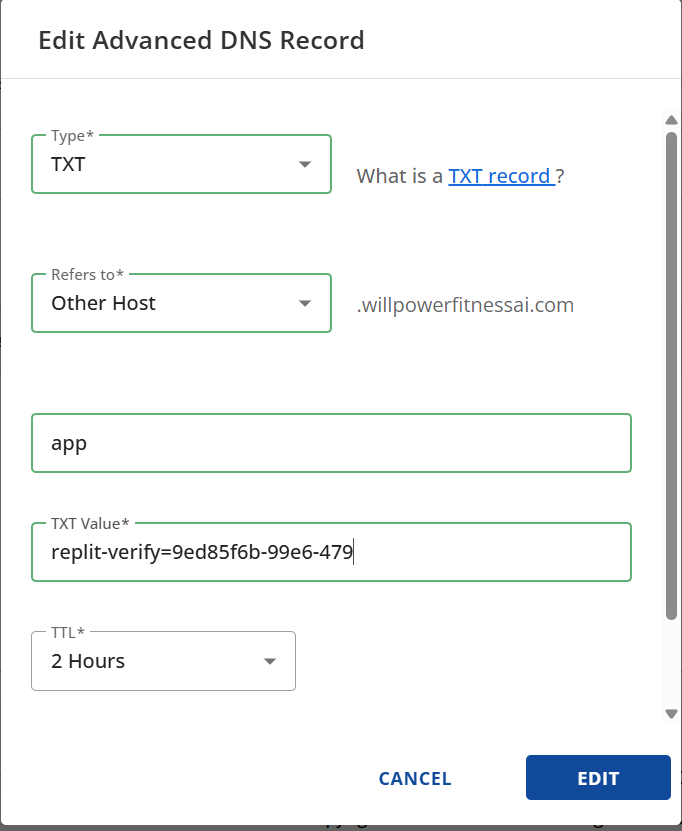 Edit Advanced DNS Record
Type*
TXT
What is a TXT record ?
Refers to*
Other Host
.willpowerfitnessai.com
app
TXT Value*
replit-verify=9ed85f6b-99e6-479
TTL*
2 Hours
CANCEL
EDIT